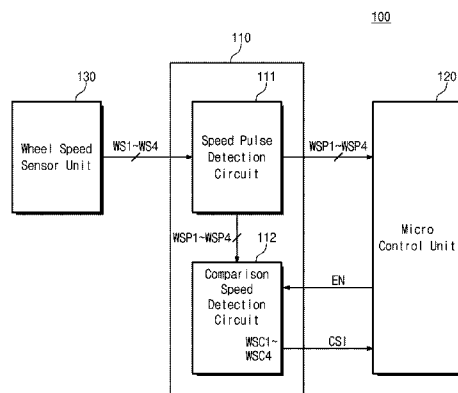 100
110
130
111
120
Wheel Speed
Sensor Unit
WS1~WS4
Speed Pulse
Detection
Circuit
WSP1~WSP4
Micro
Control Unit
WSP1~WSP4
112
Comparison
Speed
Detection
Circuit
WSC1~
WSC4
EN
CSI